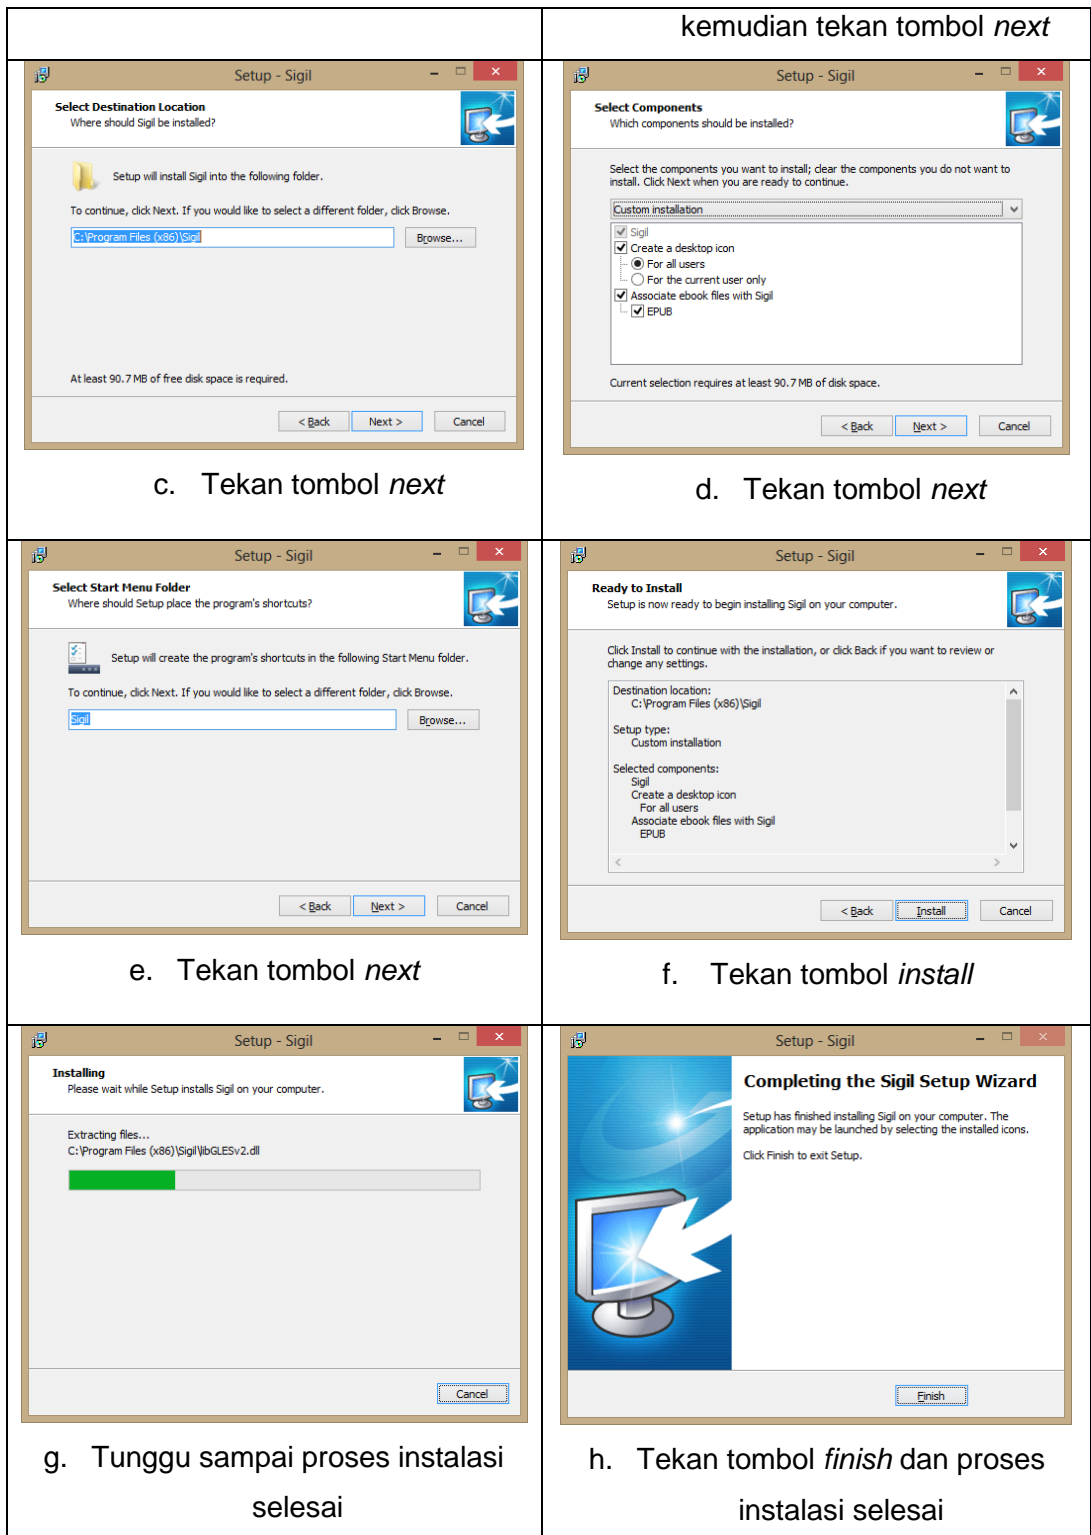 kemudian tekan tombol next
Setup - Sigil
Select Destination Location
Where should Sigil be installed?
Setup will install Sigil into the following folder.
To continue, click Next. If you would like to select a different folder, click Browse.
C:\Program Files (x86)\Sigil
Browse...
At least 90.7 MB of free disk space is required.
< Back
Next >
Cancel
c. Tekan tombol next
Setup - Sigil
Select Components
Which components should be installed?
Select the components you want to install; clear the components you do not want to
install. Click Next when you are ready to continue.
Custom installation
Sigil
Create a desktop icon
For all users
For the current user only
Associate ebook files with Sigil
EPUB
Current selection requires at least 90.7 MB of disk space.
< Back
Next >
Cancel
d. Tekan tombol next
Setup - Sigil
Select Start Menu Folder
Where should Setup place the program's shortcuts?
Setup will create the program's shortcuts in the following Start Menu folder.
To continue, click Next. If you would like to select a different folder, click Browse.
Sigil
Browse...
< Back
Next >
Cancel
e. Tekan tombol next
Setup - Sigil
Ready to Install
Setup is now ready to begin installing Sigil on your computer.
Click Install to continue with the installation, or click Back if you want to review or
change any settings.
Destination location:
C:\Program Files (x86)\Sigil
Setup type:
Custom installation
Selected components:
Sigil
Create a desktop icon
For all users
Associate ebook files with Sigil
EPUB
< Back
Install
Cancel
f. Tekan tombol install
Setup - Sigil
Installing
Please wait while Setup installs Sigil on your computer.
Extracting files...
C:\Program Files (x86)\Sigil\libGLESv2.dll
Cancel
g. Tunggu sampai proses instalasi
selesai
Setup - Sigil
Completing the Sigil Setup Wizard
Setup has finished installing Sigil on your computer. The
application may be launched by selecting the installed icons.
Click Finish to exit Setup.
Finish
h. Tekan tombol finish dan proses
instalasi selesai